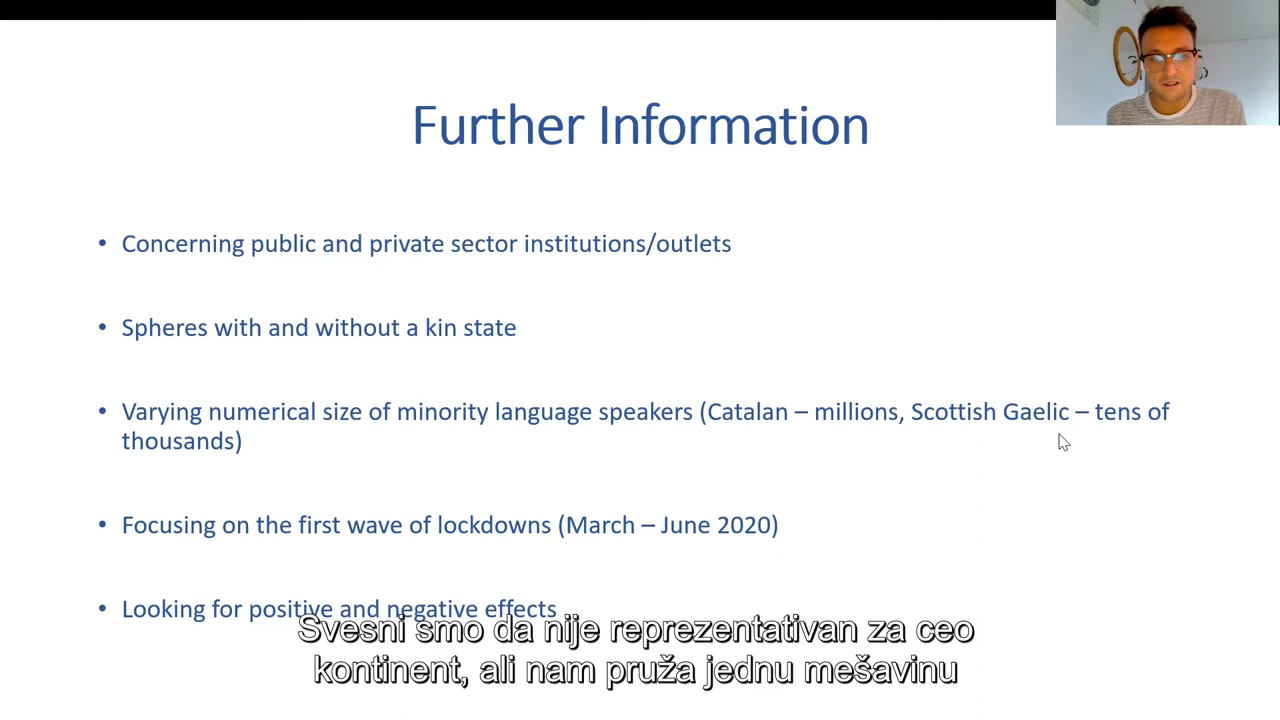 Further Information
• Concerning public and private sector institutions/outlets
• Spheres with and without a kin state
• Varying numerical size of minority language speakers (Catalan – millions, Scottish Gaelic – tens of
thousands)
• Focusing on the first wave of lockdowns (March – June 2020)
• Looking for positive and negative effects
Svesni smo da nije reprezentativan za ceo
kontinent, ali nam pruža jednu mešavinu